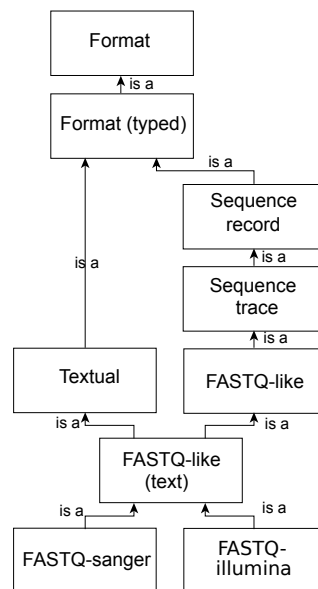 Format
is a
Format (typed)
is a
Sequence
record
is a
is a
Sequence
trace
is a
Textual
FASTQ-like
is a
is a
FASTQ-like
(text)
is a
is a
FASTQ-sanger
FASTQ-
illumina